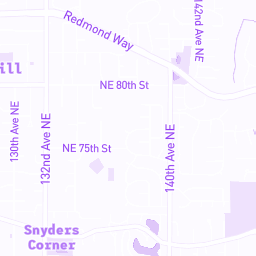 Redmond Way
142nd Ave NE
ill
NE 80th St
130th Ave NE
132nd Ave NE
140th Ave NE
NE 75th St
Snyders
Corner